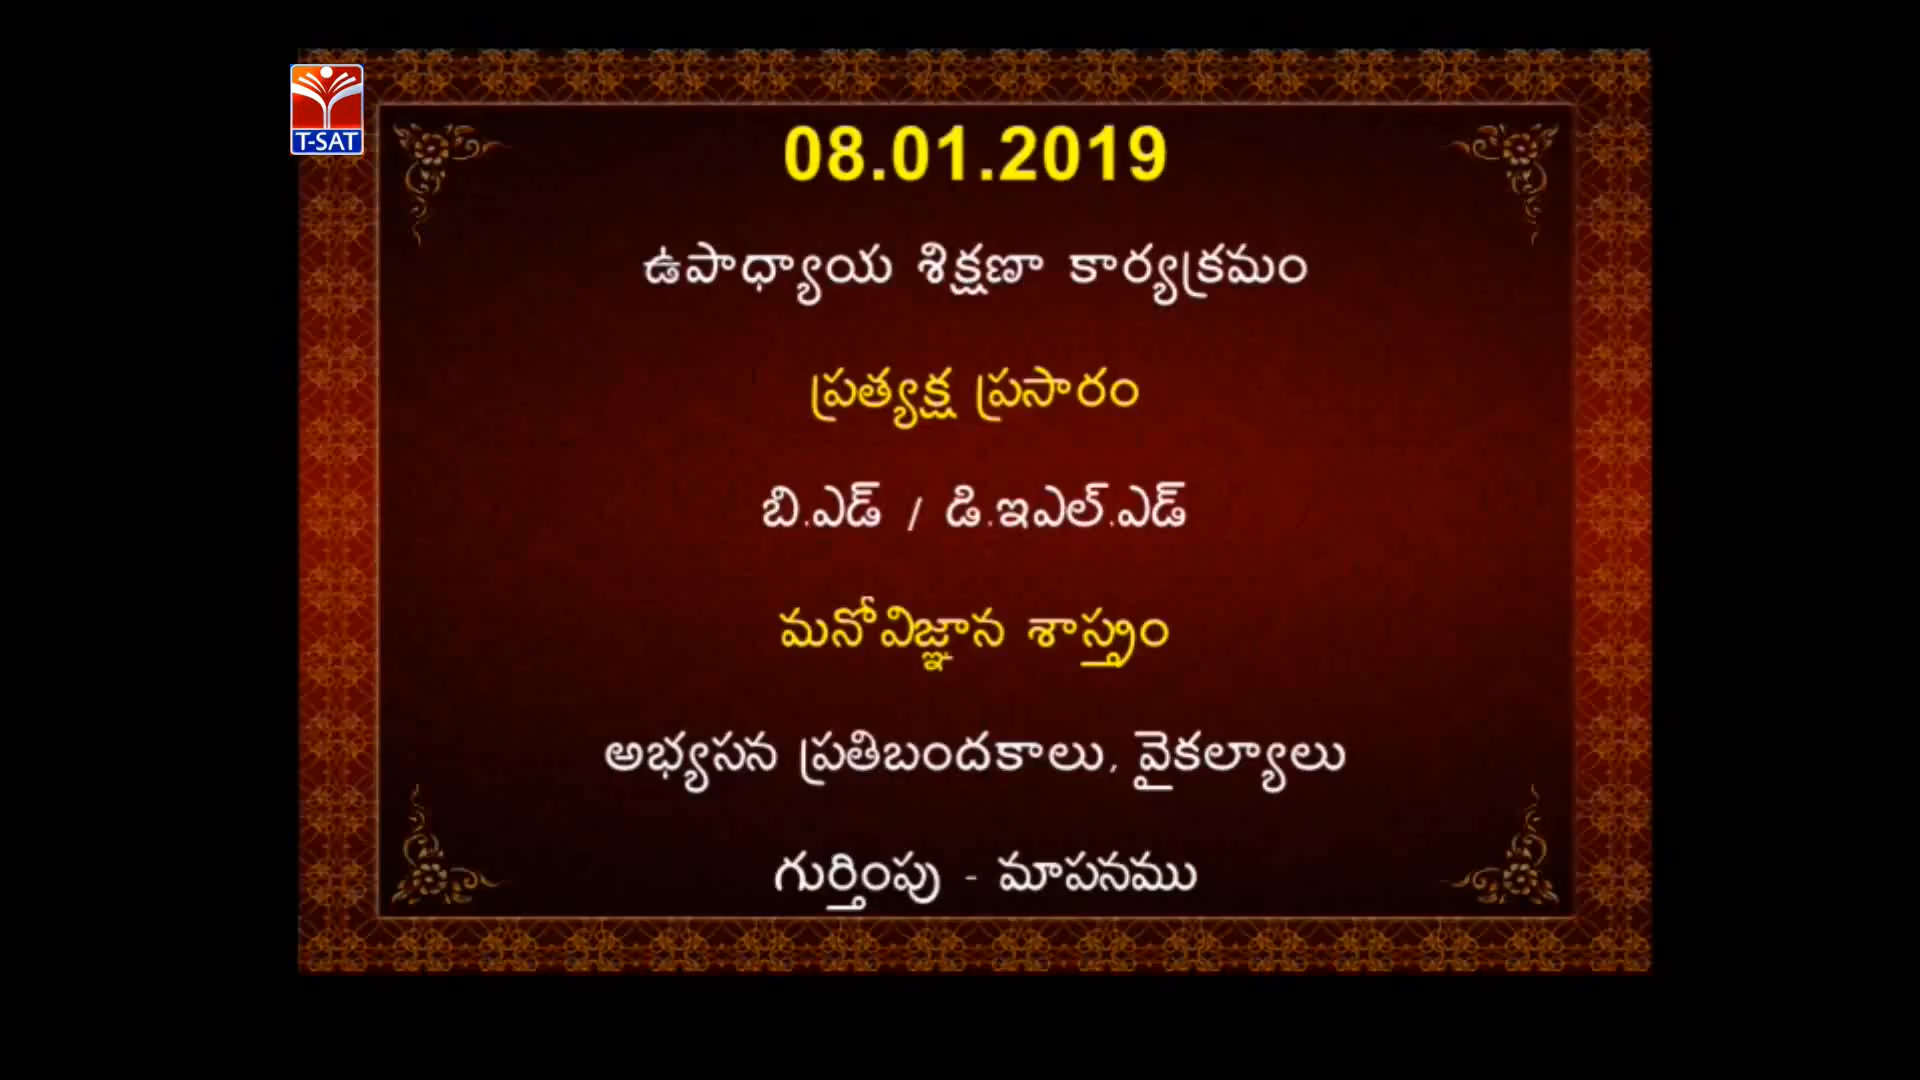 T-SAT
08.01.2019
ఉపాధ్యాయ శిక్షణా కార్యక్రమం
ప్రత్యక్ష ప్రసారం
బి.ఎడ్ / డి.ఇఎల్.ఎడ్
మనోవిజ్ఞాన శాస్త్రం
అభ్యసన ప్రతిబందకాలు, వైకల్యాలు
గుర్తింపు - మాపనము